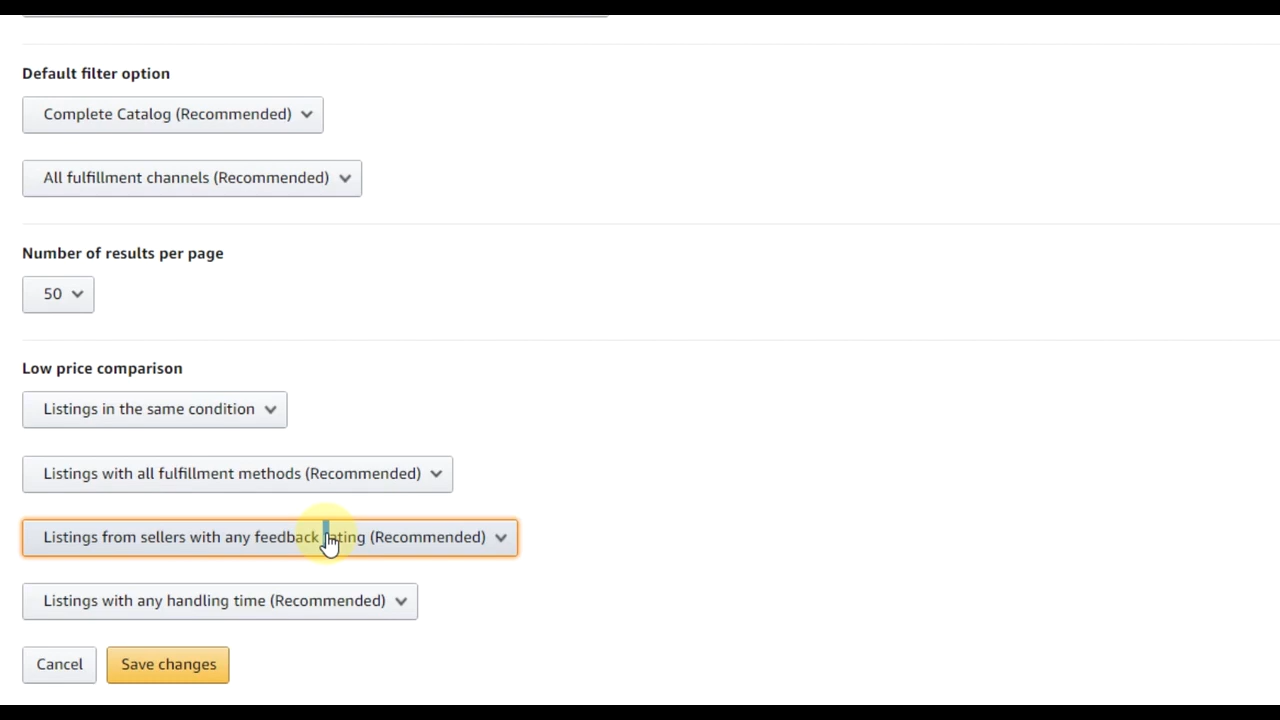 Default filter option
Complete Catalog (Recommended)
All fulfillment channels (Recommended)
Number of results per page
50
Low price comparison
Listings in the same condition
Listings with all fulfillment methods (Recommended)
Listings from sellers with any feedback rating (Recommended)
Listings with any handling time (Recommended)
Cancel Save changes